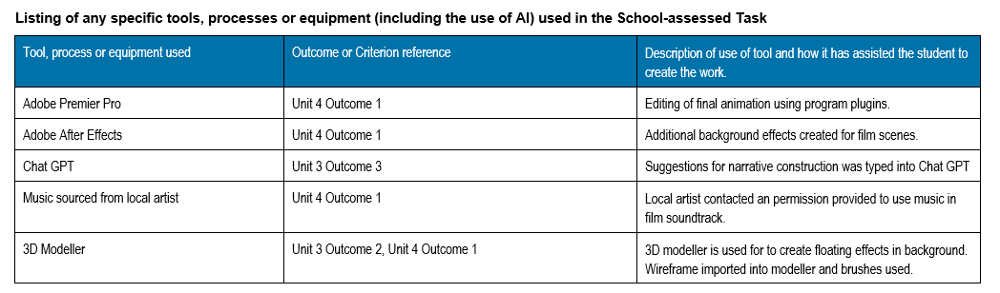 Listing of any specific tools, processes or equipment (including the use of AI) used in the School-assessed Task
Tool, process or equipment used
Outcome or Criterion reference
Description of use of tool and how it has assisted the student to
create the work.
Adobe Premier Pro
Unit 4 Outcome 1
Editing of final animation using program plugins.
Adobe After Effects
Unit 4 Outcome 1
Additional background effects created for film scenes.
Chat GPT
Unit 3 Outcome 3
Suggestions for narrative construction was typed into Chat GPT
Music sourced from local artist
Unit 4 Outcome 1
Local artist contacted an permission provided to use music in
film soundtrack.
3D Modeller
Unit 3 Outcome 2, Unit 4 Outcome 1
3D modeller is used for to create floating effects in background.
Wireframe imported into modeller and brushes used.